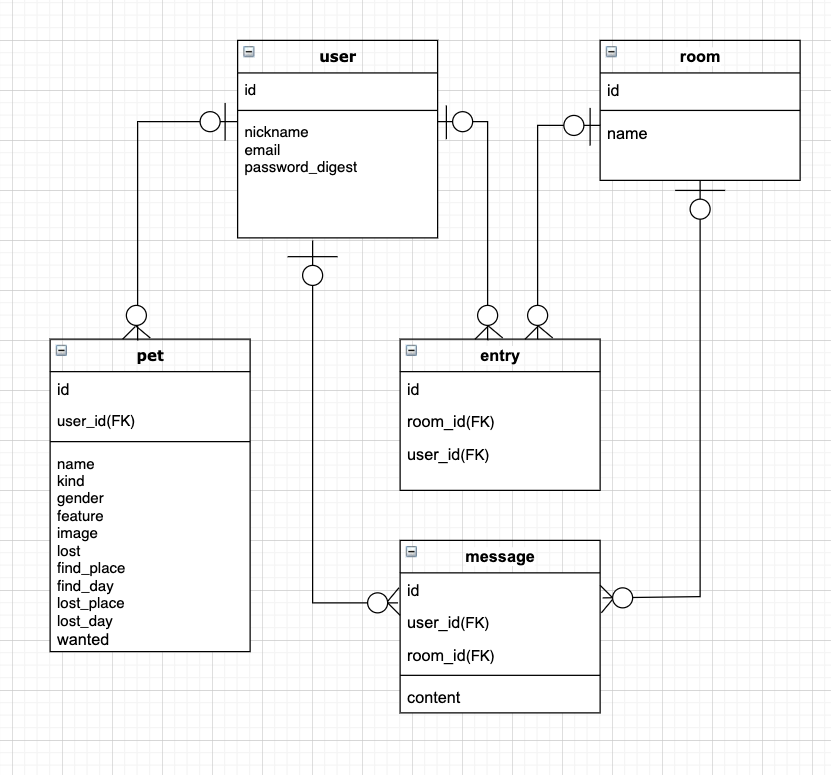 user
id
nickname
email
password_digest
room
id
name
pet
id
user_id(FK)
name
kind
gender
feature
image
lost
find_place
find_day
lost_place
lost_day
wanted
entry
id
room_id(FK)
user_id(FK)
message
id
user_id(FK)
room_id(FK)
content